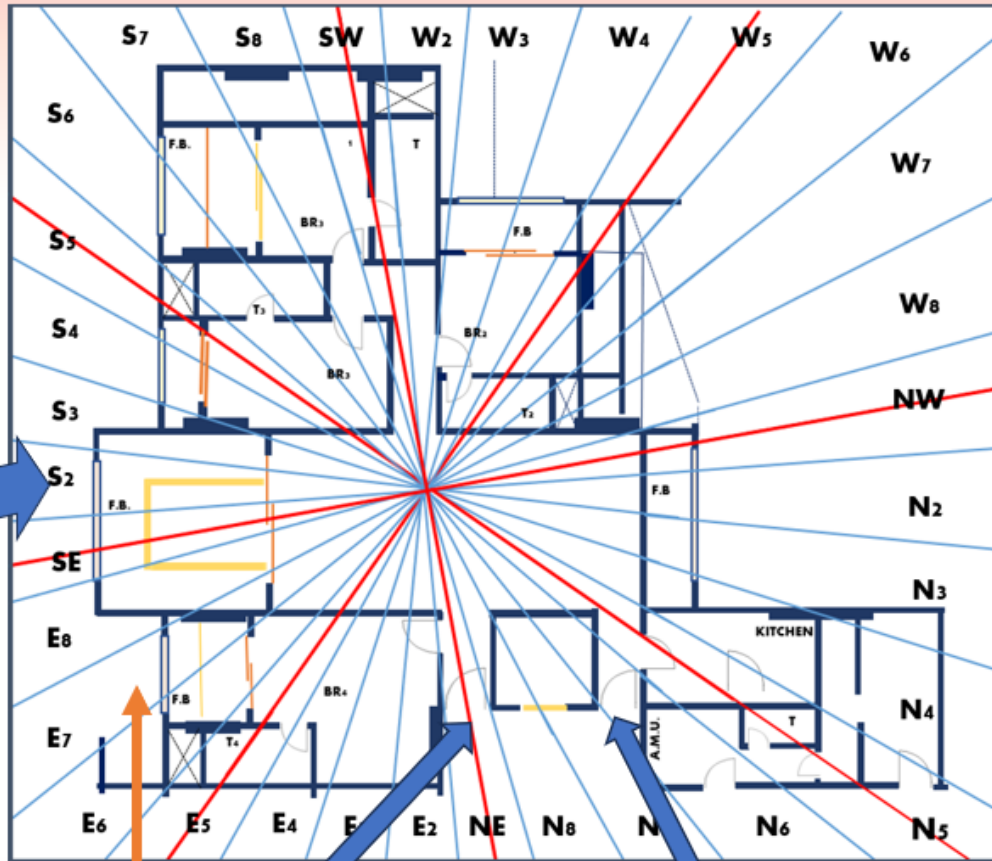 S7 S8 SW W2 W3 W4 W5 W6
S6
F.B. T
W7
BR3
S5 F.B
T3
W8
S4 BR2
BR3
NW
S3 T2
S2 F.B
F.B. N2
SE
N3
E8 KITCHEN
BR4
F.B N4
E7 T4 A.M.U. T
E6 E5 E4 E E2 NE N8 N N6 N5